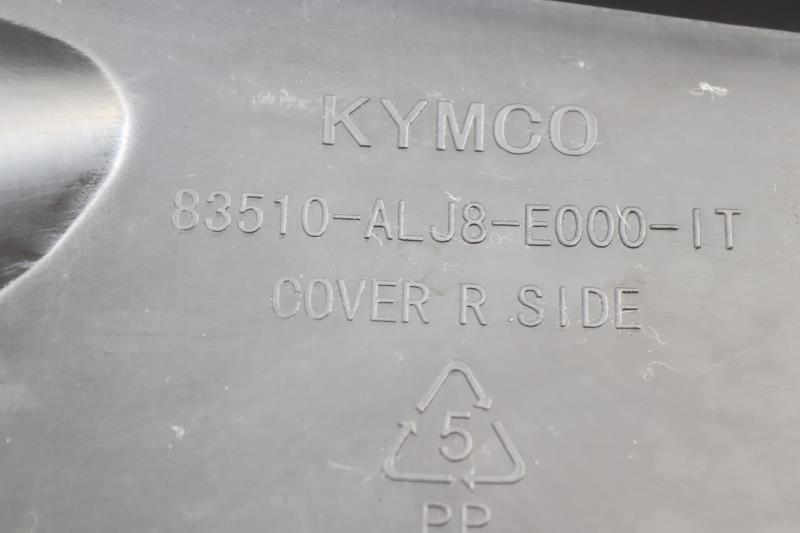 KYMCO
83510-ALJ8-E000-IT
COVER R SIDE
5
PP